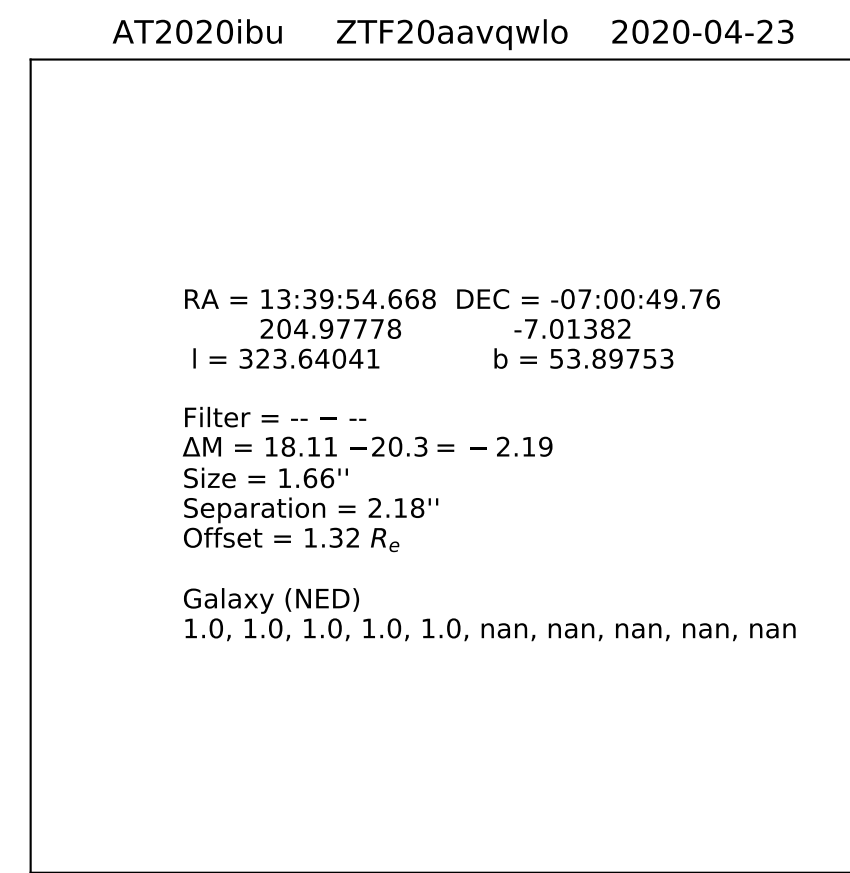 AT2020ibu ZTF20aavqwlo 2020-04-23
RA = 13:39:54.668 DEC = -07:00:49.76
204.97778 -7.01382
l = 323.64041 b = 53.89753
Filter = -- − --
ΔM = 18.11 −20.3 = − 2.19
Size = 1.66''
Separation = 2.18''
Offset = 1.32 Re
Galaxy (NED)
1.0, 1.0, 1.0, 1.0, 1.0, nan, nan, nan, nan, nan